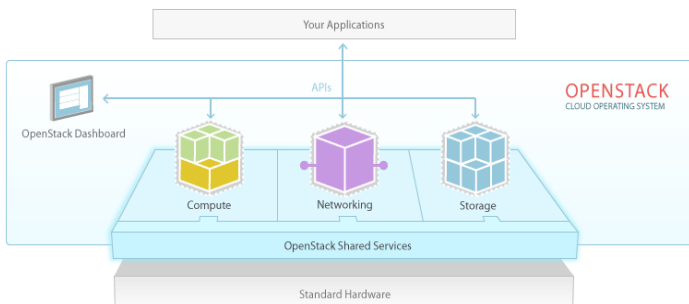 Your Applications
APIs
OPENSTACK
CLOUD OPERATING SYSTEM
OpenStack Dashboard
Compute
Networking
Storage
OpenStack Shared Services
Standard Hardware